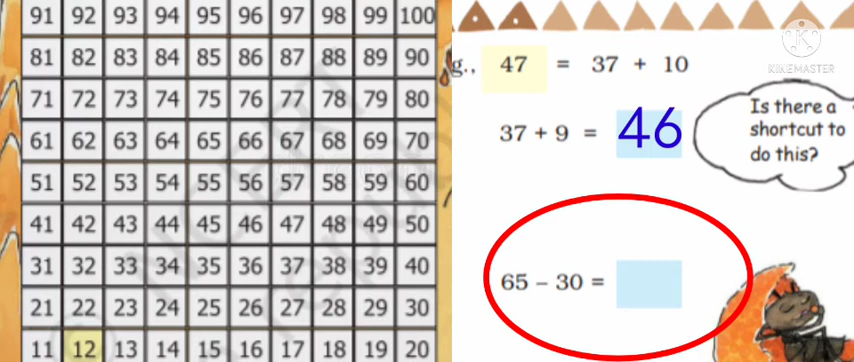 91 92 93 94 95 96 97 98 99 100
81 82 83 84 85 86 87 88 89 90
71 72 73 74 75 76 77 78 79 80
61 62 63 64 65 66 67 68 69 70
51 52 53 54 55 56 57 58 59 60
41 42 43 44 45 46 47 48 49 50
31 32 33 34 35 36 37 38 39 40
21 22 23 24 25 26 27 28 29 30
11 12 13 14 15 16 17 18 19 20
KINEMASTER
g., 47 = 37 + 10
37 + 9 = 46
Is there a
shortcut to
do this?
65 – 30 =